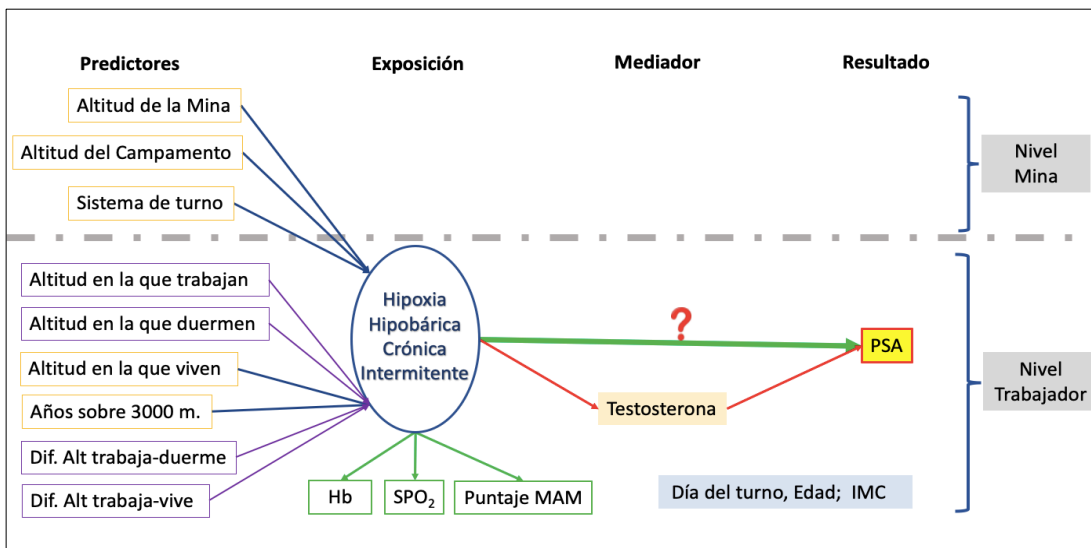 Predictores
Exposición
Mediador
Resultado
Altitud de la Mina
Altitud del Campamento
Sistema de turno
Nivel
Mina
Altitud en la que trabajan
Altitud en la que duermen
Altitud en la que viven
Años sobre 3000 m.
Dif. Alt trabaja-duerme
Dif. Alt trabaja-vive
Hipoxia
Hipobárica
Crónica
Intermitente
?
PSA
Testosterona
Nivel
Trabajador
Hb
SPO₂
Puntaje MAM
Día del turno, Edad; IMC